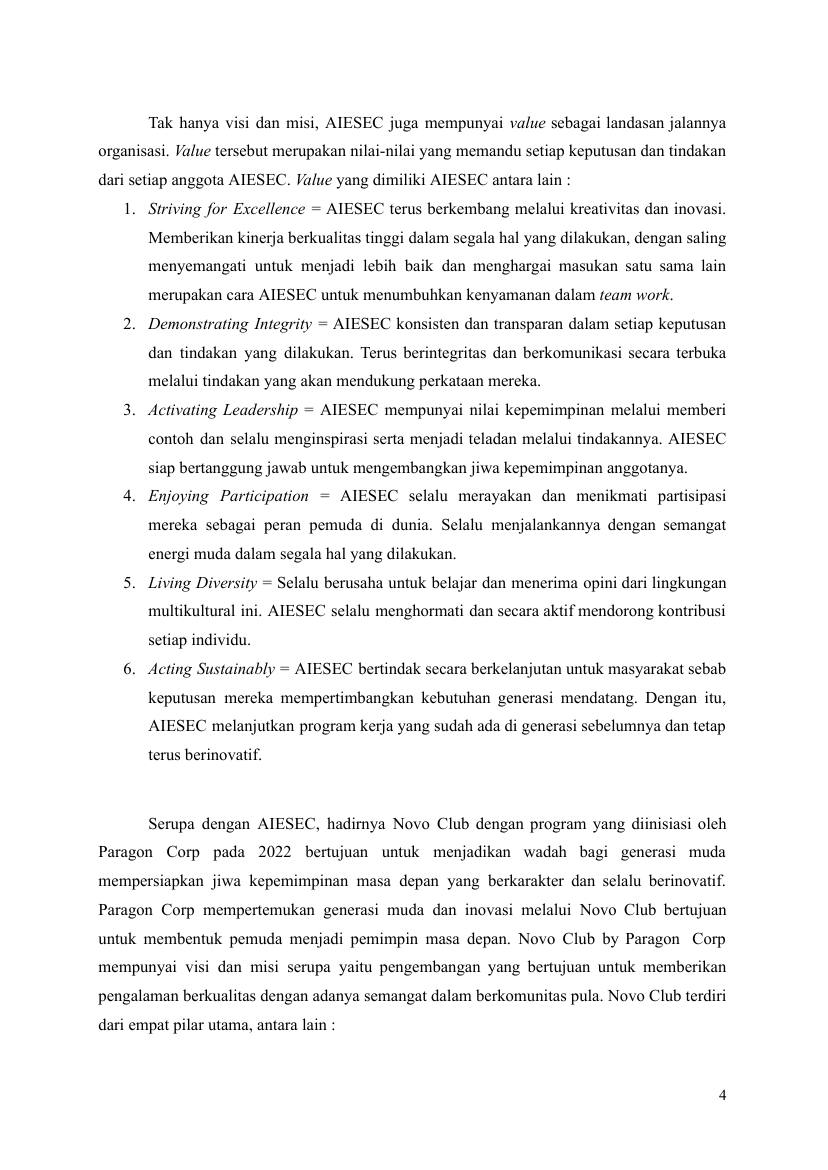 Tak hanya visi dan misi, AIESEC juga mempunyai value sebagai landasan jalannya
organisasi. Value tersebut merupakan nilai-nilai yang memandu setiap keputusan dan tindakan
dari setiap anggota AIESEC. Value yang dimiliki AIESEC antara lain :
1. Striving for Excellence = AIESEC terus berkembang melalui kreativitas dan inovasi.
Memberikan kinerja berkualitas tinggi dalam segala hal yang dilakukan, dengan saling
menyemangati untuk menjadi lebih baik dan menghargai masukan satu sama lain
merupakan cara AIESEC untuk menumbuhkan kenyamanan dalam team work.
2. Demonstrating Integrity = AIESEC konsisten dan transparan dalam setiap keputusan
dan tindakan yang dilakukan. Terus berintegritas dan berkomunikasi secara terbuka
melalui tindakan yang akan mendukung perkataan mereka.
3. Activating Leadership = AIESEC mempunyai nilai kepemimpinan melalui memberi
contoh dan selalu menginspirasi serta menjadi teladan melalui tindakannya. AIESEC
siap bertanggung jawab untuk mengembangkan jiwa kepemimpinan anggotanya.
4. Enjoying Participation = AIESEC selalu merayakan dan menikmati partisipasi
mereka sebagai peran pemuda di dunia. Selalu menjalankannya dengan semangat
energi muda dalam segala hal yang dilakukan.
5. Living Diversity = Selalu berusaha untuk belajar dan menerima opini dari lingkungan
multikultural ini. AIESEC selalu menghormati dan secara aktif mendorong kontribusi
setiap individu.
6. Acting Sustainably = AIESEC bertindak secara berkelanjutan untuk masyarakat sebab
keputusan mereka mempertimbangkan kebutuhan generasi mendatang. Dengan itu,
AIESEC melanjutkan program kerja yang sudah ada di generasi sebelumnya dan tetap
terus berinovatif.
Serupa dengan AIESEC, hadirnya Novo Club dengan program yang diinisiasi oleh
Paragon Corp pada 2022 bertujuan untuk menjadikan wadah bagi generasi muda
mempersiapkan jiwa kepemimpinan masa depan yang berkarakter dan selalu berinovatif.
Paragon Corp mempertemukan generasi muda dan inovasi melalui Novo Club bertujuan
untuk membentuk pemuda menjadi pemimpin masa depan. Novo Club by Paragon Corp
mempunyai visi dan misi serupa yaitu pengembangan yang bertujuan untuk memberikan
pengalaman berkualitas dengan adanya semangat dalam berkomunitas pula. Novo Club terdiri
dari empat pilar utama, antara lain :
4